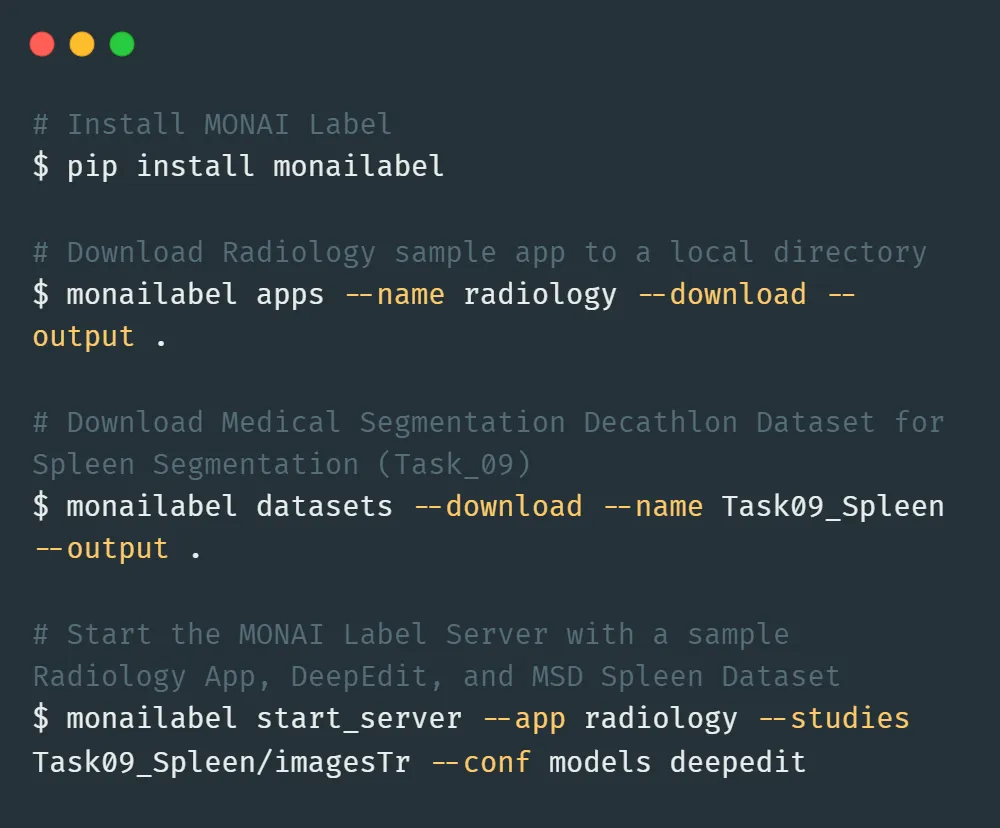 # Install MONAI Label
$ pip install monailabel
# Download Radiology sample app to a local directory
$ monailabel apps --name radiology --download --
output .
# Download Medical Segmentation Decathlon Dataset for
Spleen Segmentation (Task_09)
$ monailabel datasets --download --name Task09_Spleen
--output .
# Start the MONAI Label Server with a sample
Radiology App, DeepEdit, and MSD Spleen Dataset
$ monailabel start_server --app radiology --studies
Task09_Spleen/imagesTr --conf models deepedit